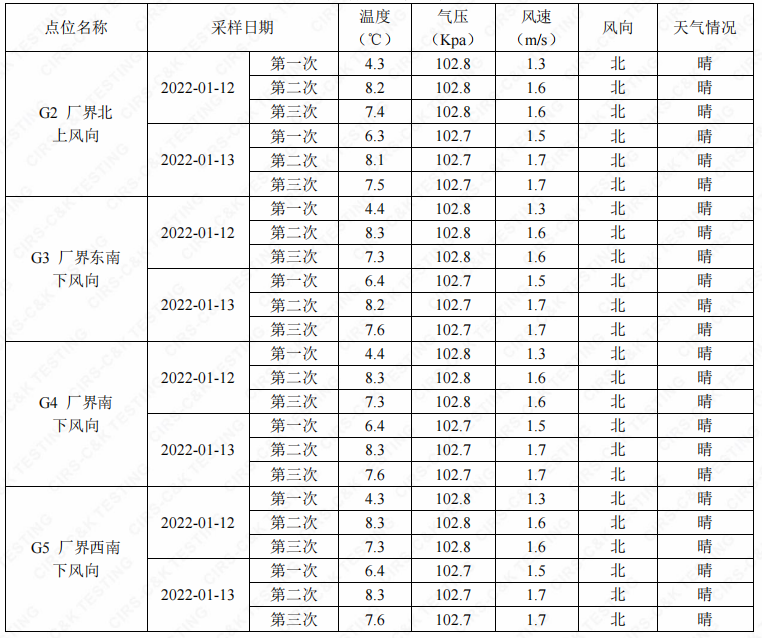 点位名称 采样日期 温度（℃） 气压（Kpa） 风速（m/s） 风向 天气情况
G2 厂界北上风向 2022-01-12 第一次 4.3 102.8 1.3 北 晴
第二次 8.2 102.8 1.6 北 晴
第三次 7.4 102.8 1.6 北 晴
2022-01-13 第一次 6.3 102.7 1.5 北 晴
第二次 8.1 102.7 1.7 北 晴
第三次 7.5 102.7 1.7 北 晴
G3 厂界东南下风向 2022-01-12 第一次 4.4 102.8 1.3 北 晴
第二次 8.3 102.8 1.6 北 晴
第三次 7.3 102.8 1.6 北 晴
2022-01-13 第一次 6.4 102.7 1.5 北 晴
第二次 8.2 102.7 1.7 北 晴
第三次 7.6 102.7 1.7 北 晴
G4 厂界南下风向 2022-01-12 第一次 4.4 102.8 1.3 北 晴
第二次 8.3 102.8 1.6 北 晴
第三次 7.3 102.8 1.6 北 晴
2022-01-13 第一次 6.4 102.7 1.5 北 晴
第二次 8.3 102.7 1.7 北 晴
第三次 7.6 102.7 1.7 北 晴
G5 厂界西南下风向 2022-01-12 第一次 4.3 102.8 1.3 北 晴
第二次 8.3 102.8 1.6 北 晴
第三次 7.3 102.8 1.6 北 晴
2022-01-13 第一次 6.4 102.7 1.5 北 晴
第二次 8.3 102.7 1.7 北 晴
第三次 7.6 102.7 1.7 北 晴
CIRS-C&K TESTING